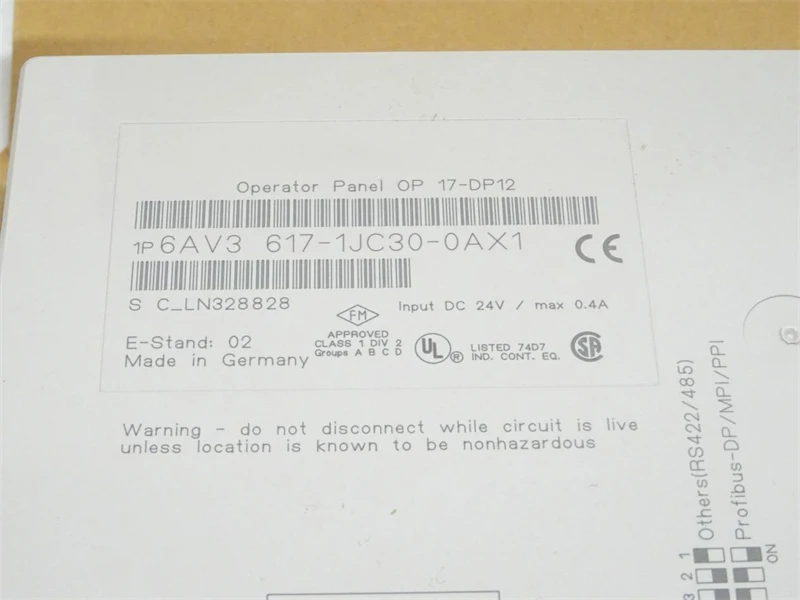 Operator Panel OP 17-DP12
1P 6AV3 617-1JC30-0AX1
CE
S C_LN328828
Input DC 24V / max 0.4A
E-Stand: 02
Made in Germany
FM
APPROVED
CLASS 1 DIV 2
Groups A B C D
UL ®
LISTED 74D7
IND. CONT. EQ.
SA
Warning - do not disconnect while circuit is live
unless location is known to be nonhazardous
Others(RS422/485)
Profibus-DP/MPI/PPI
1
2
3
ON